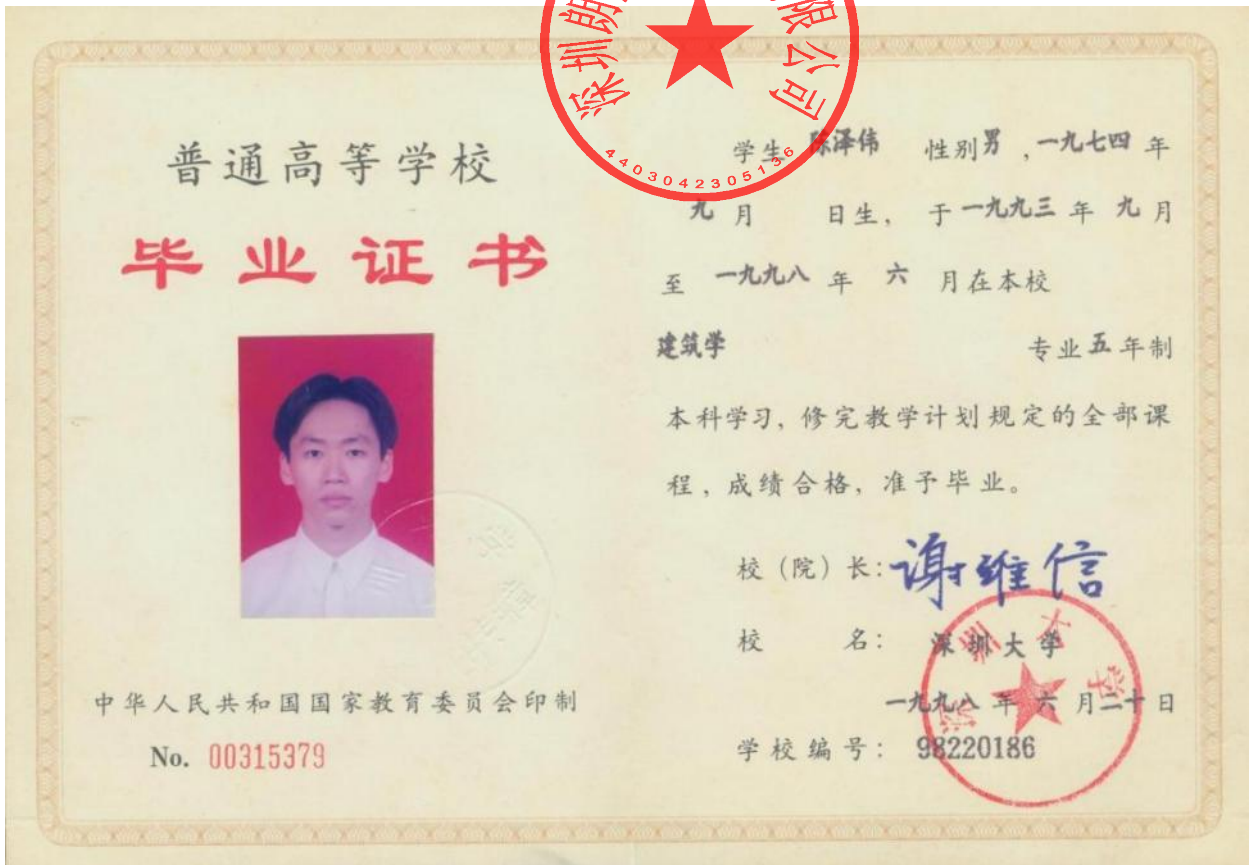 深圳朗限公司
4403042305136
普通高等学校
毕业证书
中华人民共和国国家教育委员会印制
No. 00315379
学生 陈泽伟 性别男,一九七四年
九月 日生, 于一九九三年九月
至一九九八年六月在本校
建筑学 专业五年制
本科学习, 修完教学计划规定的全部课
程, 成绩合格, 准予毕业。
校(院)长: 谢维信
校 名: 深圳大学
一九九八年六月二十日
学校编号: 98220186
深圳大学